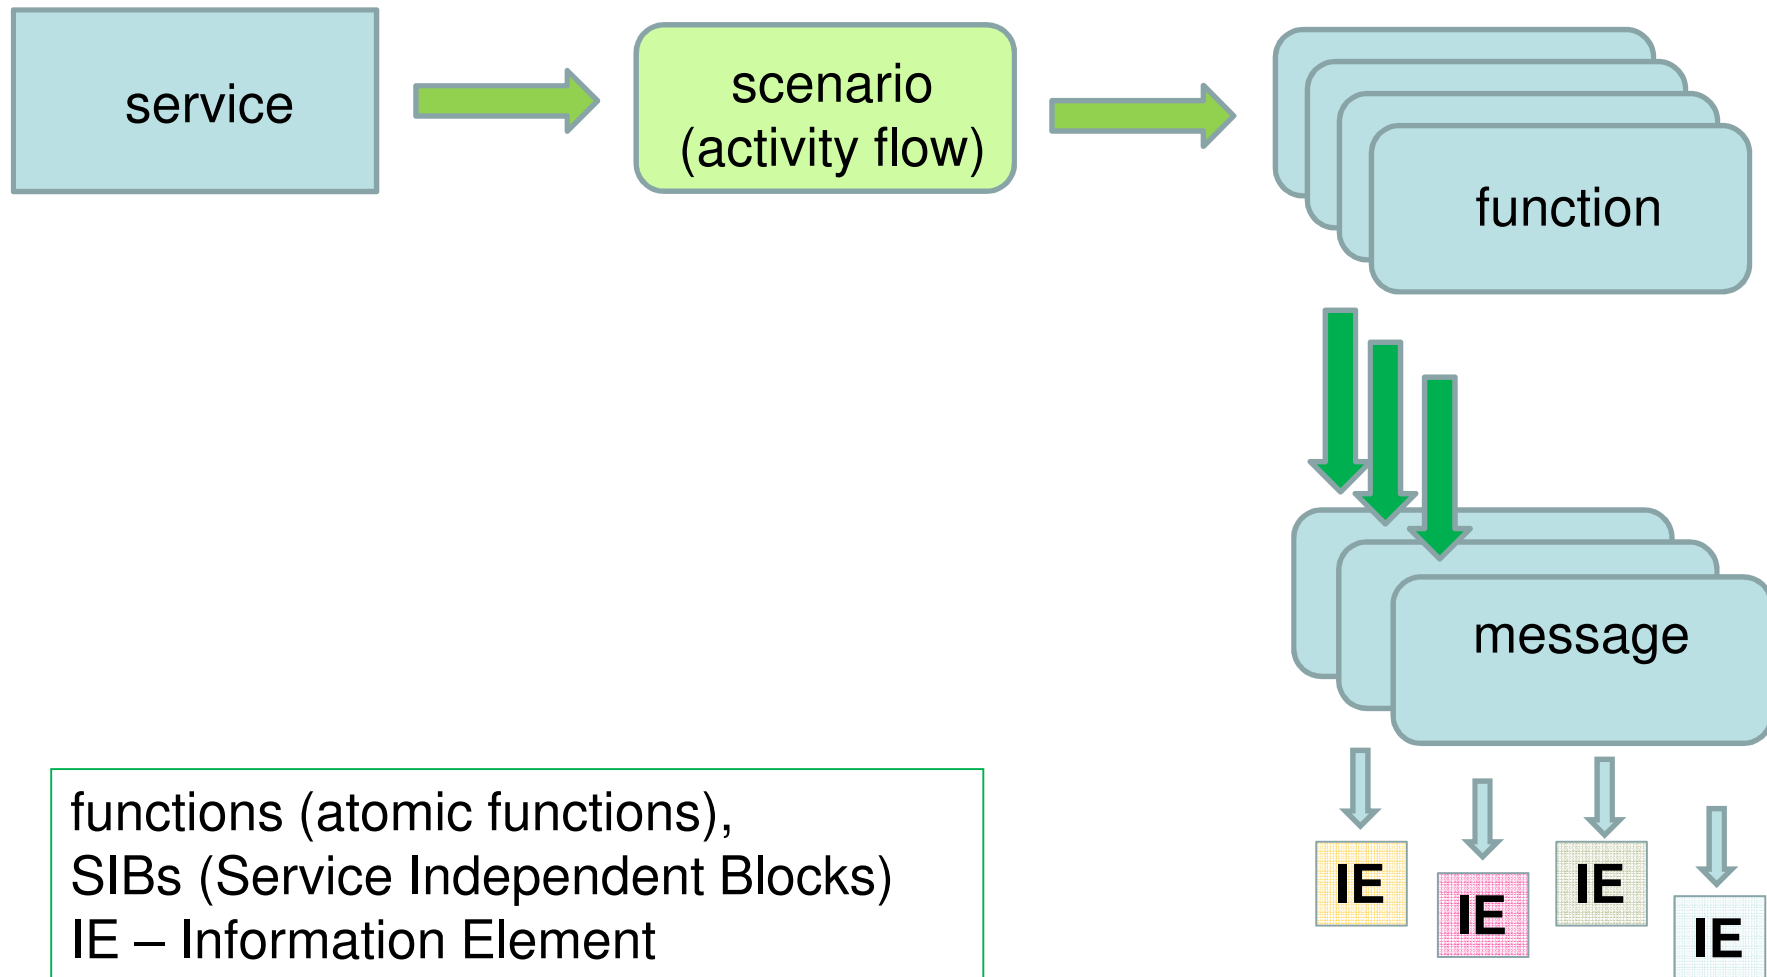 service
scenario
(activity flow)
function
message
functions (atomic functions),
SIBs (Service Independent Blocks)
IE – Information Element
IE
IE
IE
IE